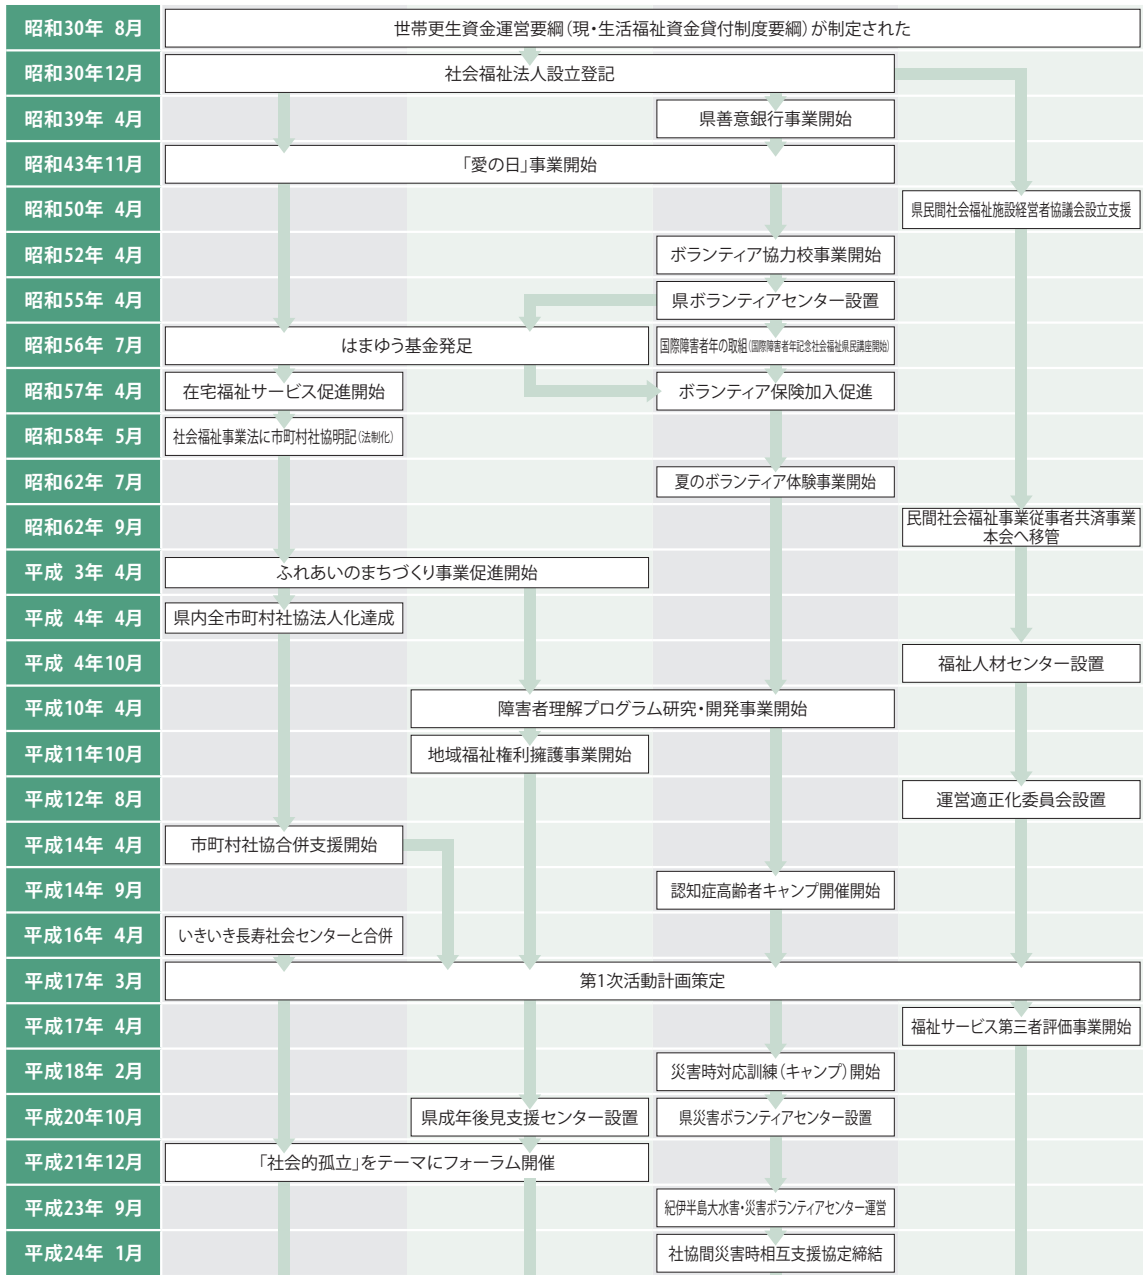 昭和30年 8月 世帯更生資金運営要綱(現・生活福祉資金貸付制度要綱)が制定された
昭和30年12月 社会福祉法人設立登記
昭和39年 4月 県善意銀行事業開始
昭和43年11月 「愛の日」事業開始
昭和50年 4月 県民間社会福祉施設経営者協議会設立支援
昭和52年 4月 ボランティア協力校事業開始
昭和55年 4月 県ボランティアセンター設置
昭和56年 7月 はまゆう基金発足 国際障害者年の取組(国際障害者年記念社会福祉県民講座開始)
昭和57年 4月 在宅福祉サービス促進開始 ボランティア保険加入促進
昭和58年 5月 社会福祉事業法に市町村社協明記(法制化)
昭和62年 7月 夏のボランティア体験事業開始
昭和62年 9月 民間社会福祉事業従事者共済事業
本会へ移管
平成 3年 4月 ふれあいのまちづくり事業促進開始
平成 4年 4月 県内全市町村社協法人化達成
平成 4年10月 福祉人材センター設置
平成10年 4月 障害者理解プログラム研究・開発事業開始
平成11年10月 地域福祉権利擁護事業開始
平成12年 8月 運営適正化委員会設置
平成14年 4月 市町村社協合併支援開始
平成14年 9月 認知症高齢者キャンプ開催開始
平成16年 4月 いきいき長寿社会センターと合併
平成17年 3月 第1次活動計画策定
平成17年 4月 福祉サービス第三者評価事業開始
平成18年 2月 災害時対応訓練(キャンプ)開始
平成20年10月 県成年後見支援センター設置 県災害ボランティアセンター設置
平成21年12月 「社会的孤立」をテーマにフォーラム開催
平成23年 9月 紀伊半島大水害・災害ボランティアセンター運営
平成24年 1月 社協間災害時相互支援協定締結